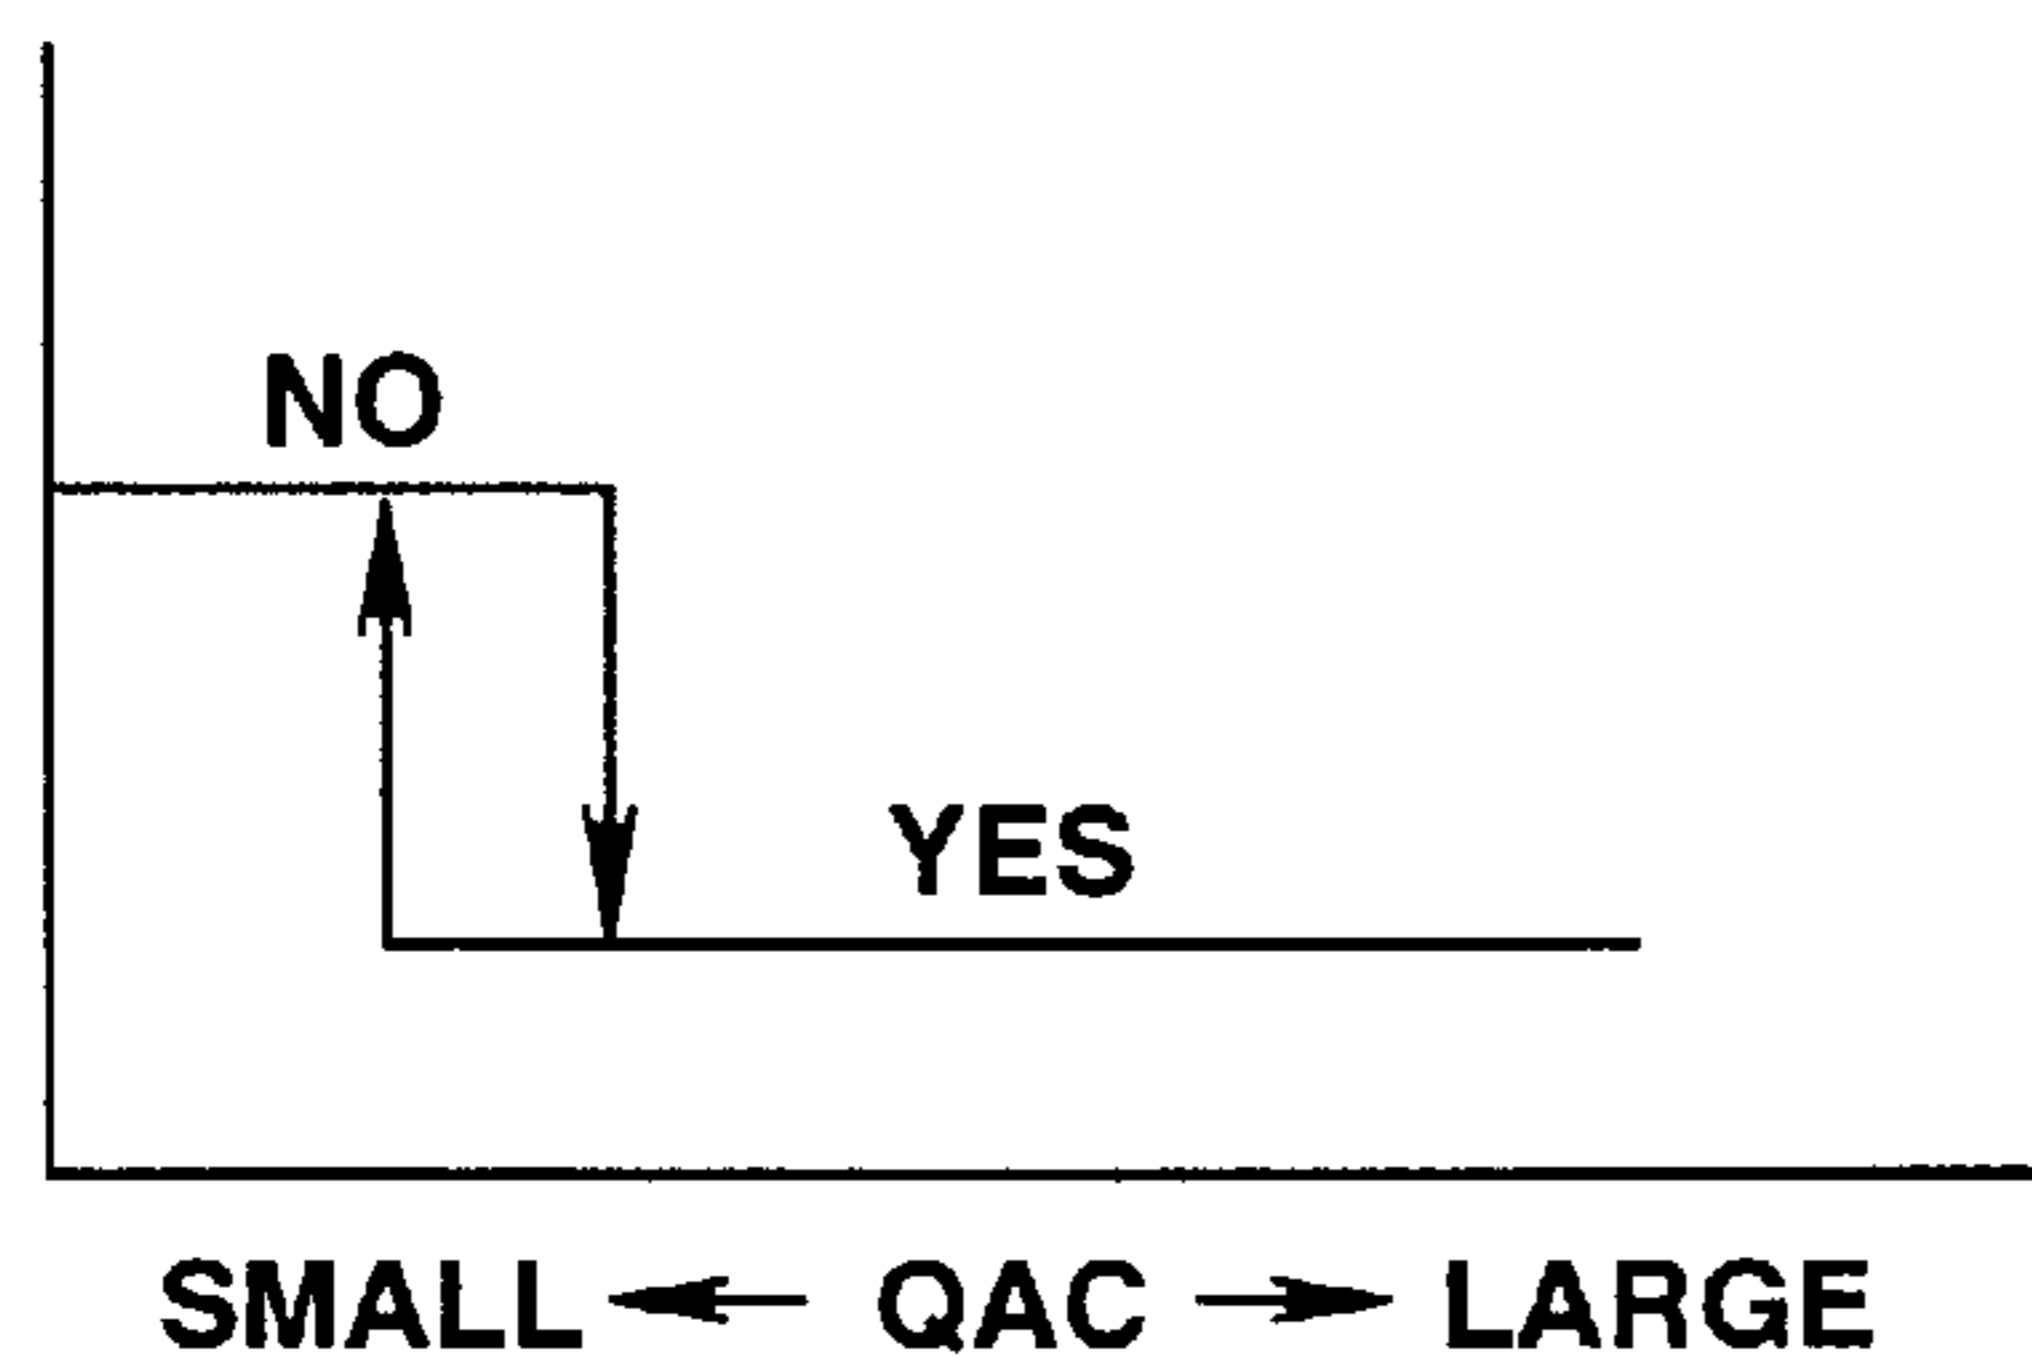 NO
YES
SMALL ← QAC → LARGE